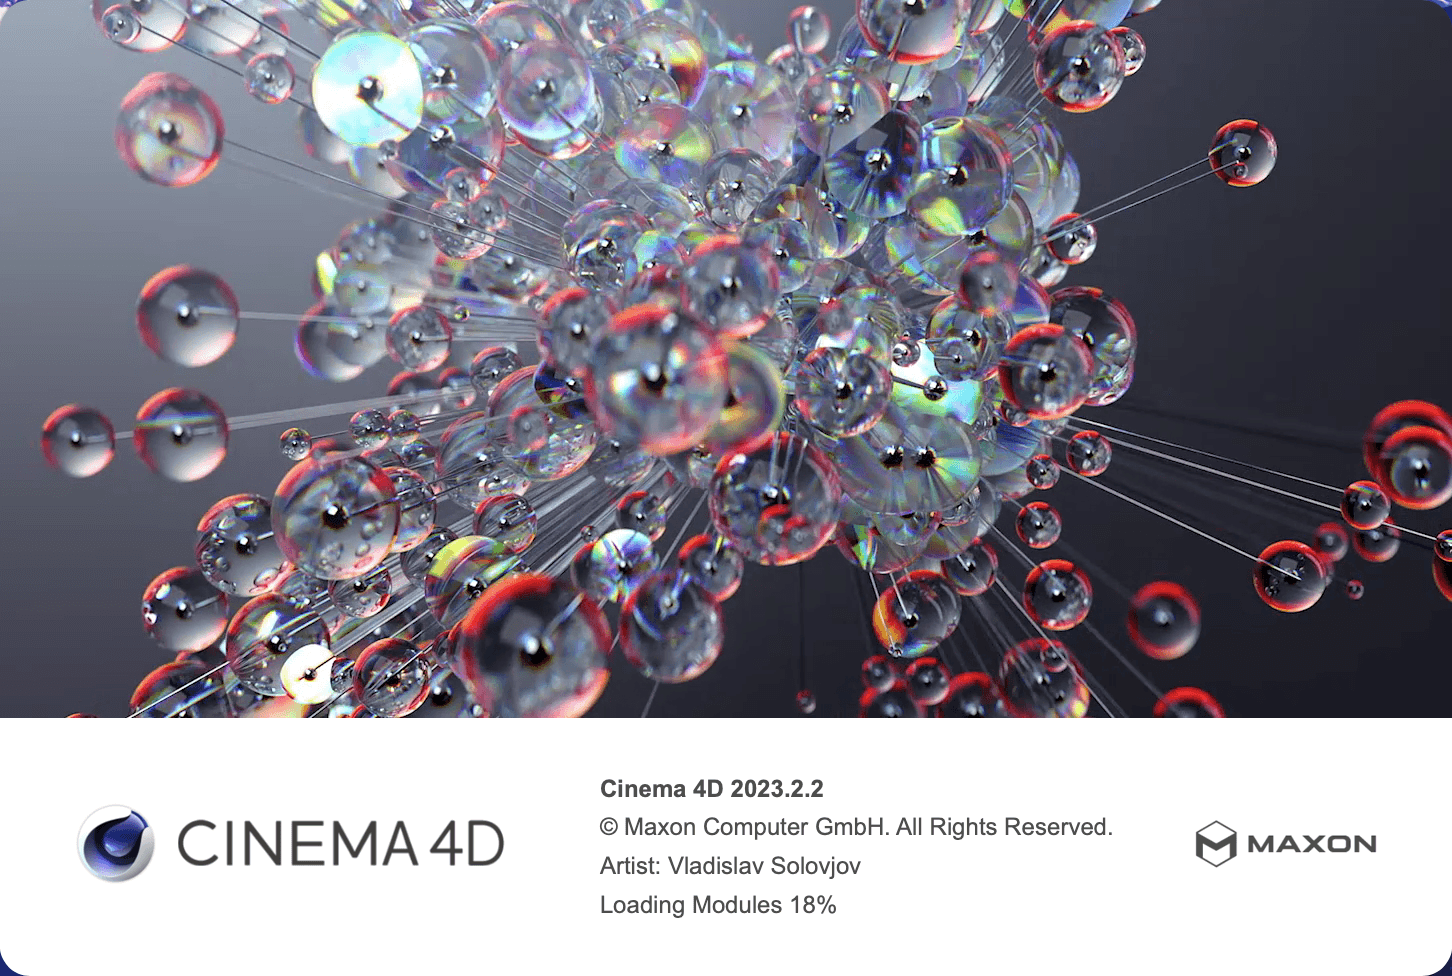 CINEMA 4D
Cinema 4D 2023.2.2
© Maxon Computer GmbH. All Rights Reserved.
Artist: Vladislav Solovjov
Loading Modules 18%
MAXON